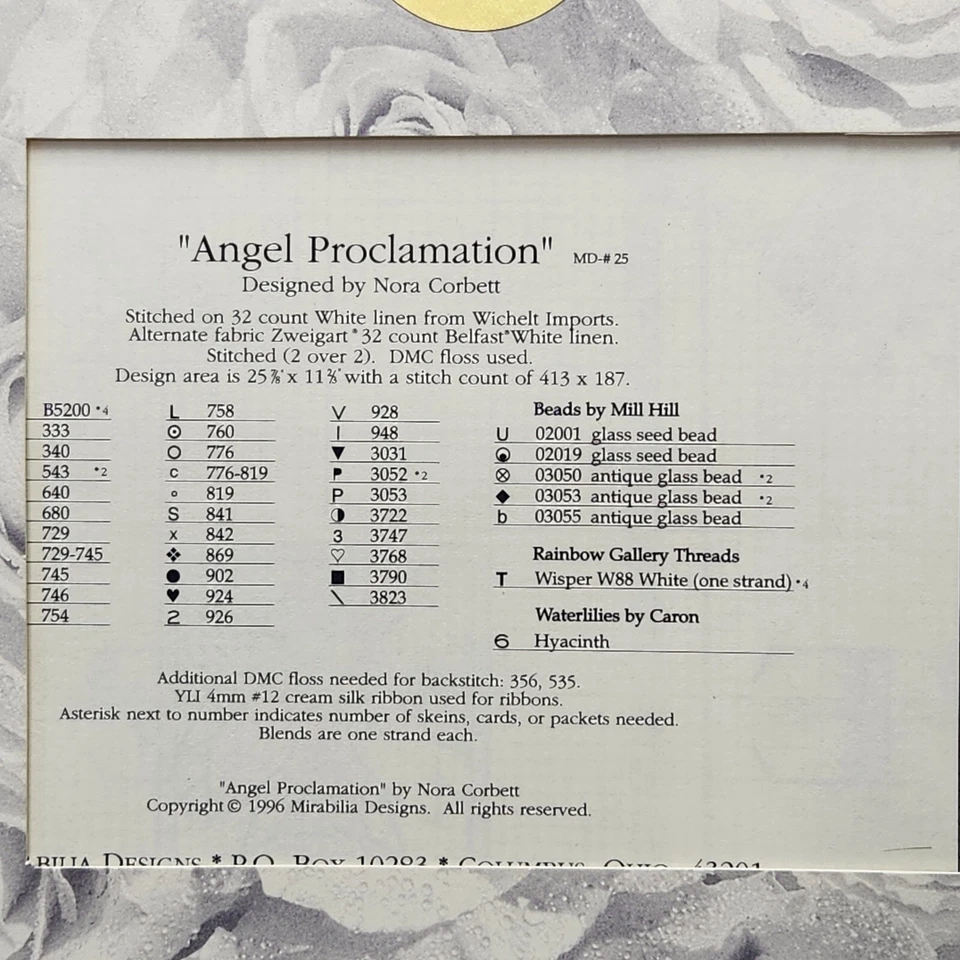 "Angel Proclamation" MD-# 25
Designed by Nora Corbett
Stitched on 32 count White linen from Wichelt Imports.
Alternate fabric Zweigart 32 count Belfast White linen.
Stitched (2 over 2). DMC floss used.
Design area is 25⅞" x 11⅝" with a stitch count of 413 x 187.
B5200 *4
333
340
543 *2
640
680
729
729-745
745
746
754
L 758
⊙ 760
O 776
c 776-819
∘ 819
S 841
x 842
❖ 869
● 902
♥ 924
2 926
V 928
| 948
▼ 3031
P 3052 *2
P 3053
◑ 3722
3 3747
♡ 3768
■ 3790
\ 3823
Beads by Mill Hill
U 02001 glass seed bead
02019 glass seed bead
⊗ 03050 antique glass bead *2
◆ 03053 antique glass bead *2
b 03055 antique glass bead
Rainbow Gallery Threads
T Wisper W88 White (one strand) *4
Waterlilies by Caron
6 Hyacinth
Additional DMC floss needed for backstitch: 356, 535.
YLI 4mm #12 cream silk ribbon used for ribbons.
Asterisk next to number indicates number of skeins, cards, or packets needed.
Blends are one strand each.
"Angel Proclamation" by Nora Corbett
Copyright © 1996 Mirabilia Designs. All rights reserved.
BILIA DESIGNS * P.O. BOX 10293 * COLUMBUS, OHIO 43201